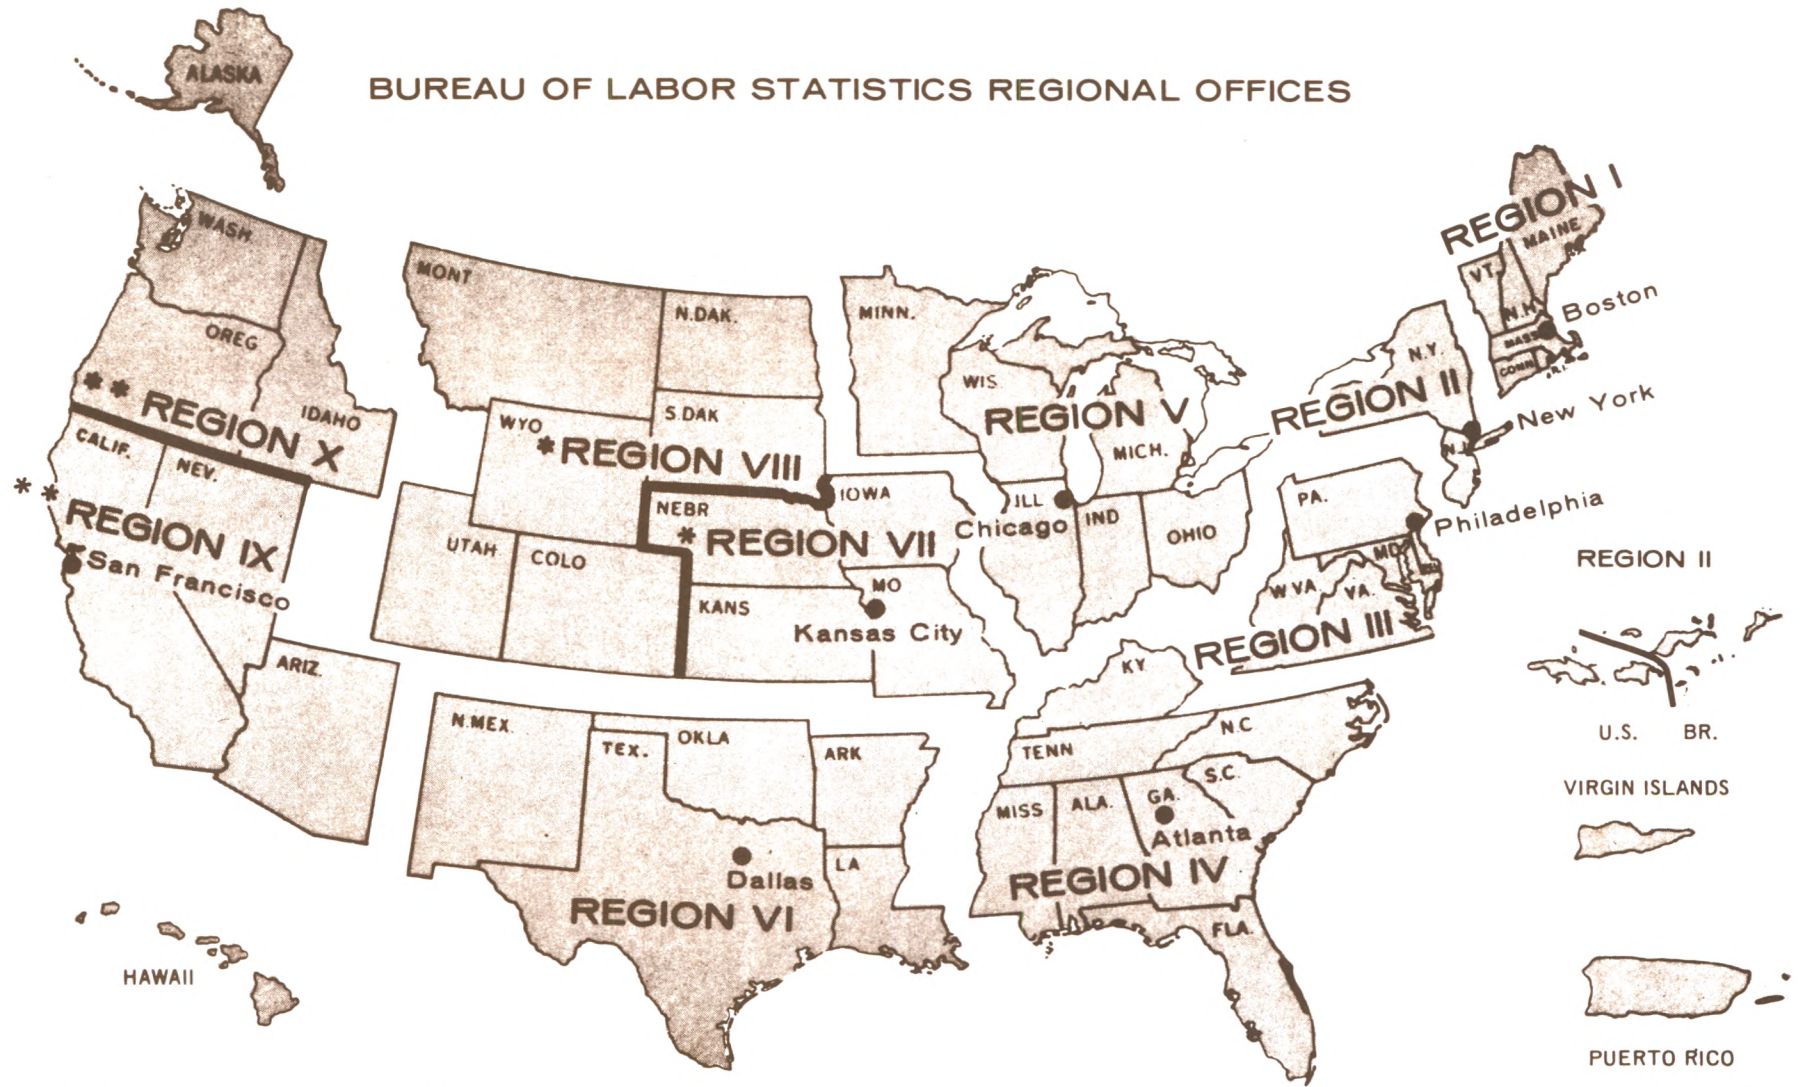 ALASKA
BUREAU OF LABOR STATISTICS REGIONAL OFFICES
REGION I
MAINE
VT.
N.H.
MASS
CONN.
R.I.
Boston
WASH.
OREG
IDAHO
** REGION X
MONT
N.DAK.
S.DAK
WYO
*REGION VIII
UTAH
COLO
MINN.
WIS.
REGION V
MICH.
ILL
Chicago
IND
OHIO
N.Y.
REGION II
New York
N.J.
PA.
Philadelphia
MD
W VA.
VA.
REGION III
CALIF.
NEV.
** REGION IX
San Francisco
ARIZ.
NEBR
IOWA
* REGION VII
KANS
MO
Kansas City
N.MEX.
TEX.
OKLA
ARK
LA
Dallas
REGION VI
KY
TENN
N.C
S.C.
MISS
ALA.
GA.
Atlanta
REGION IV
FLA.
HAWAII
REGION II
U.S. BR.
VIRGIN ISLANDS
PUERTO RICO